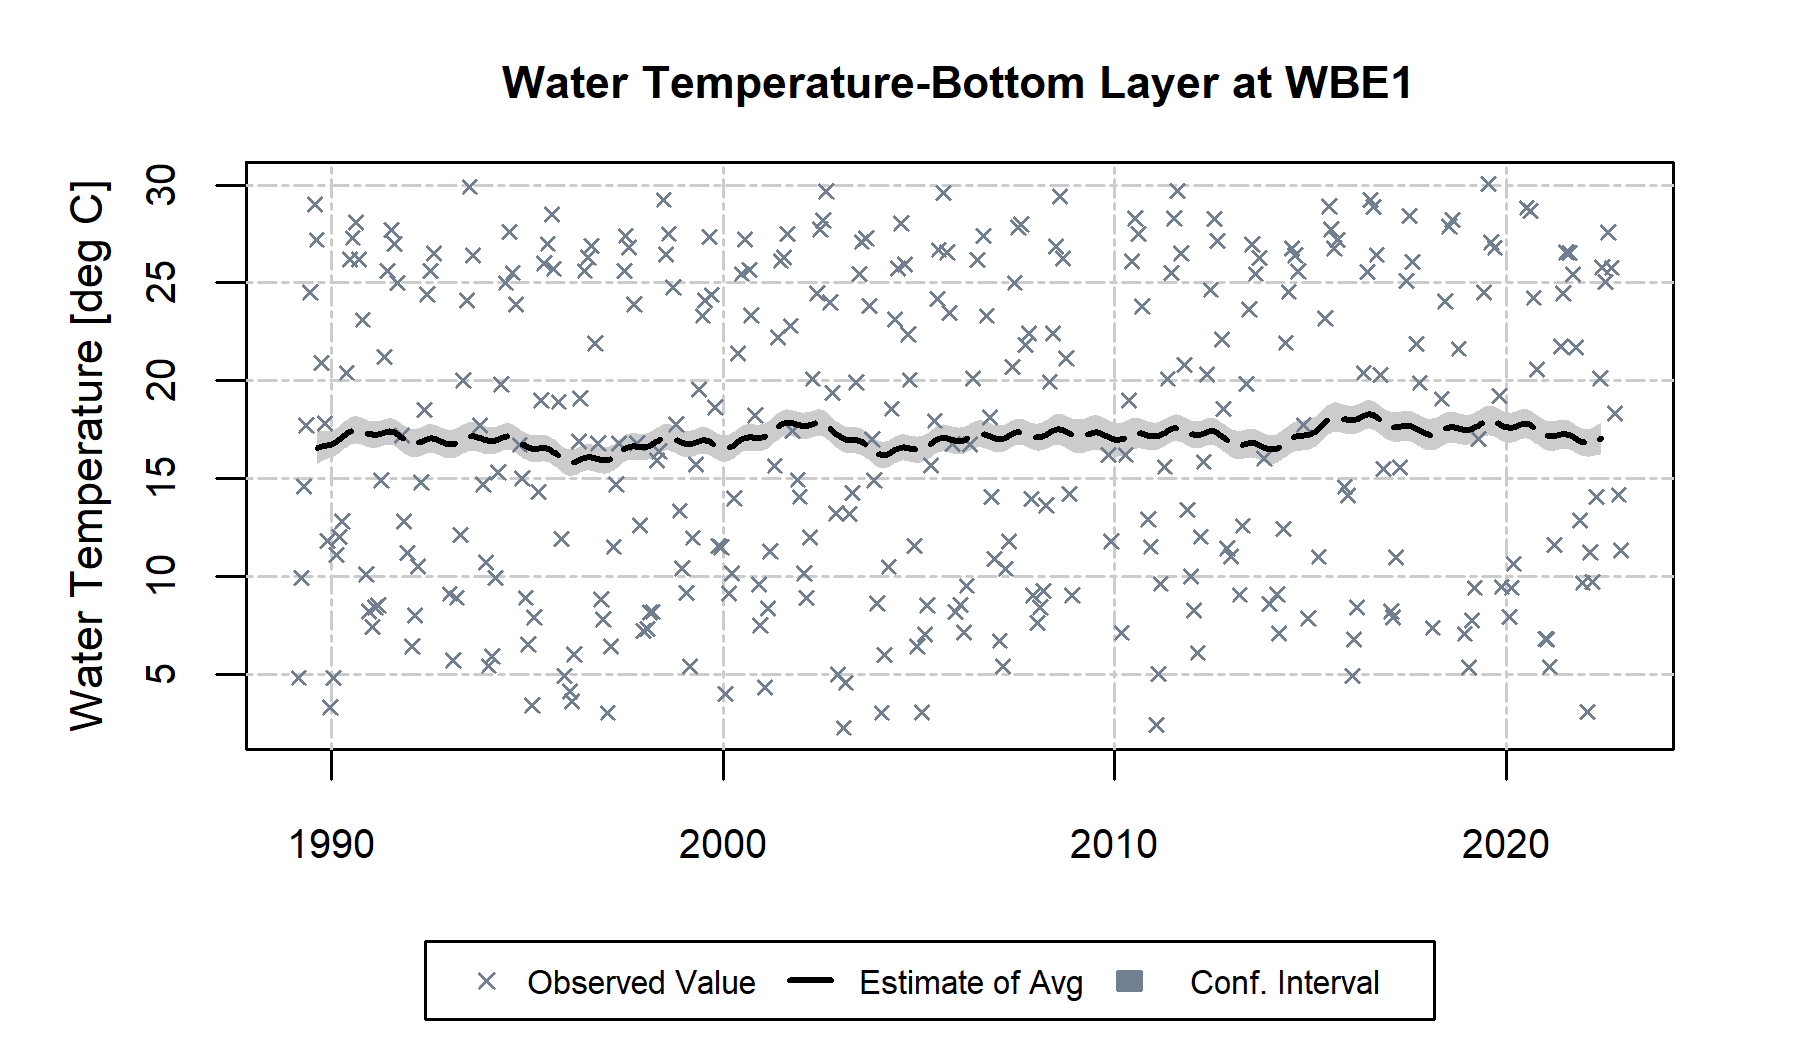 Water Temperature-Bottom Layer at WBE1
Water Temperature [deg C]
30
25
20
15
10
5
1990 2000 2010 2020
Observed Value Estimate of Avg Conf. Interval